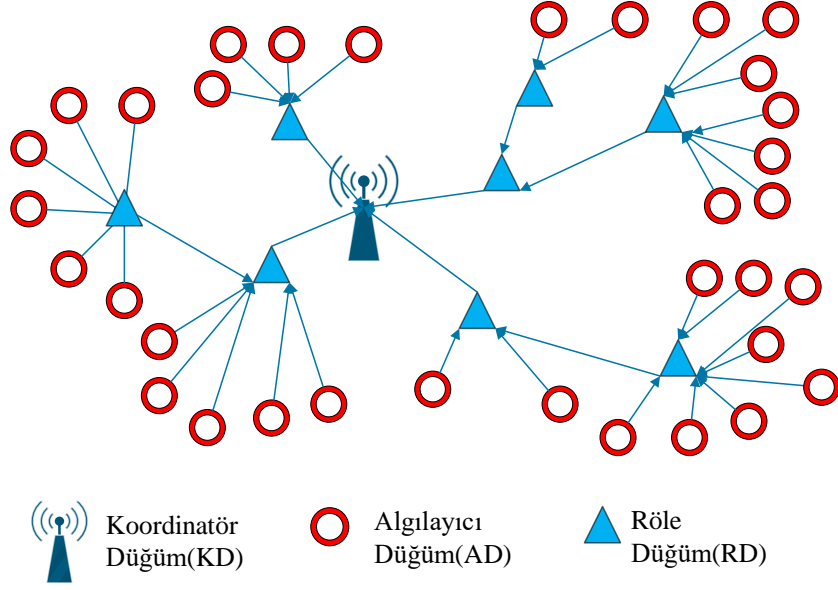 Koordinatör
Düğüm(KD)
Algılayıcı
Düğüm(AD)
Röle
Düğüm(RD)